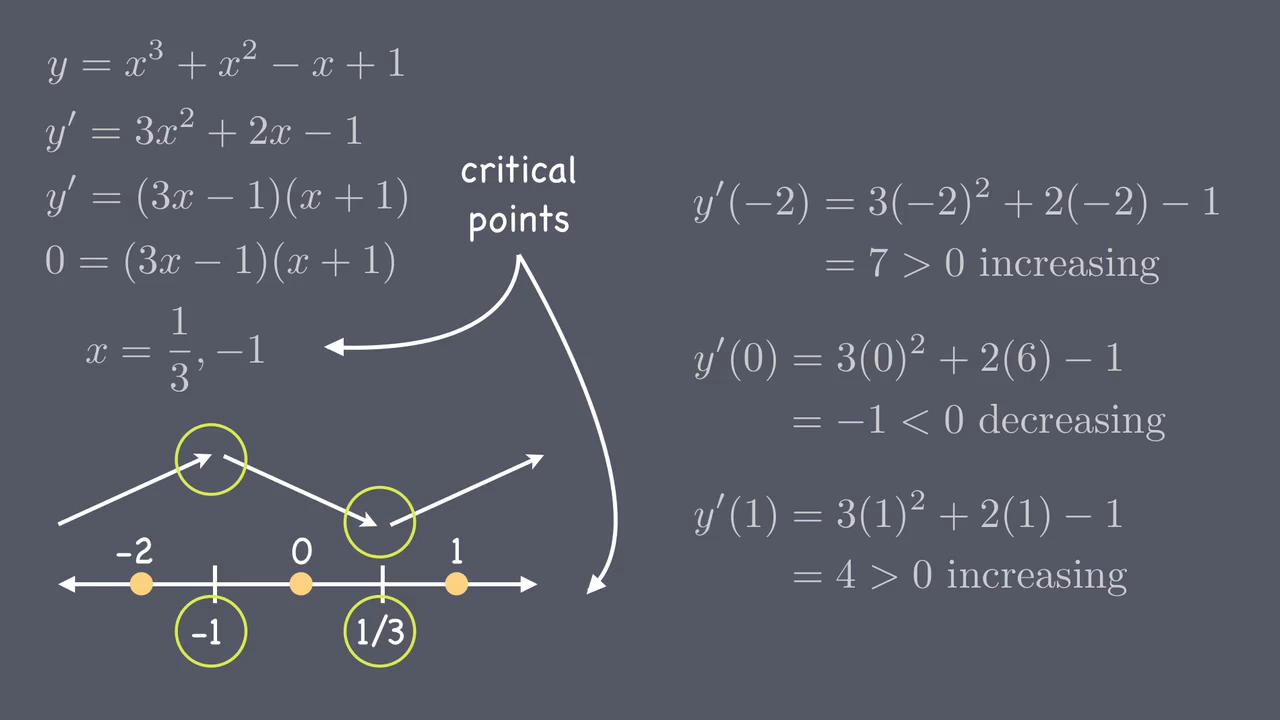 y = x³ + x² − x + 1
y′ = 3x² + 2x − 1
y′ = (3x − 1)(x + 1)
0 = (3x − 1)(x + 1)
x = 1/3, −1
critical
points
y′(−2) = 3(−2)² + 2(−2) − 1
= 7 > 0 increasing
y′(0) = 3(0)² + 2(6) − 1
= −1 < 0 decreasing
y′(1) = 3(1)² + 2(1) − 1
= 4 > 0 increasing
-2 0 1
-1 1/3